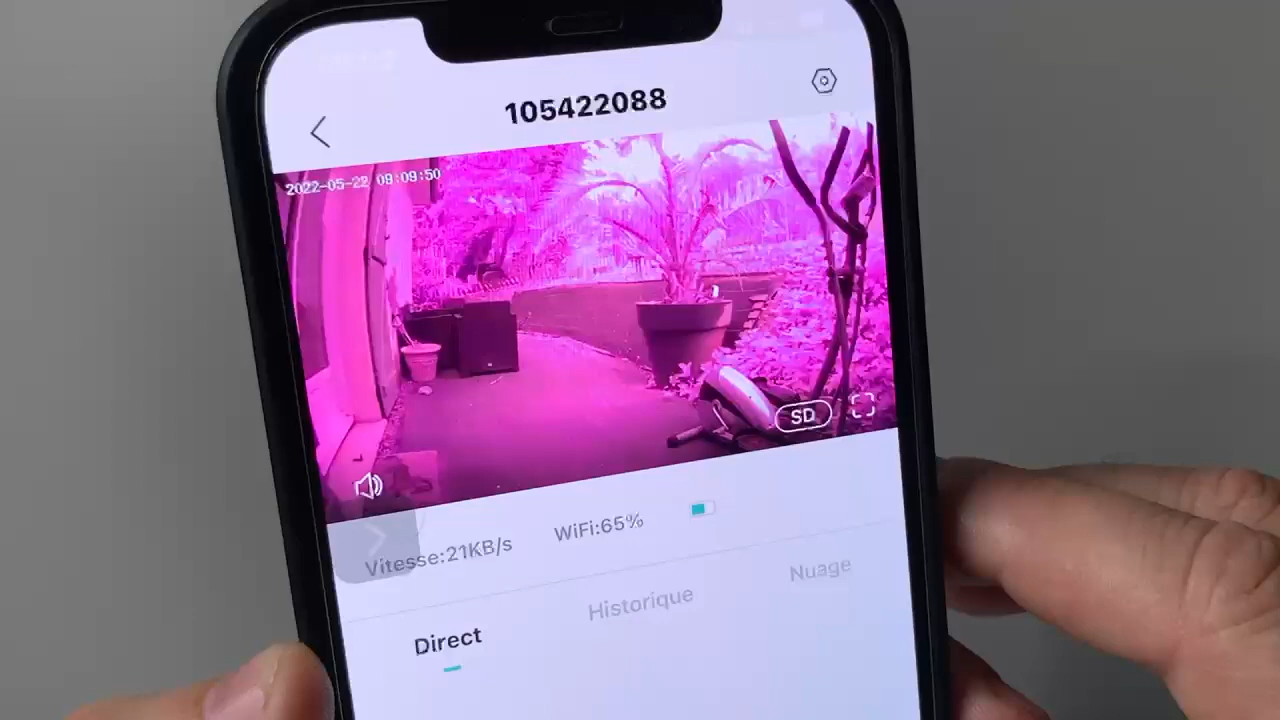 105422088
2022-05-22 09:09:50
SD
Vitesse:21KB/s
WiFi:65%
Direct
Historique
Nuage